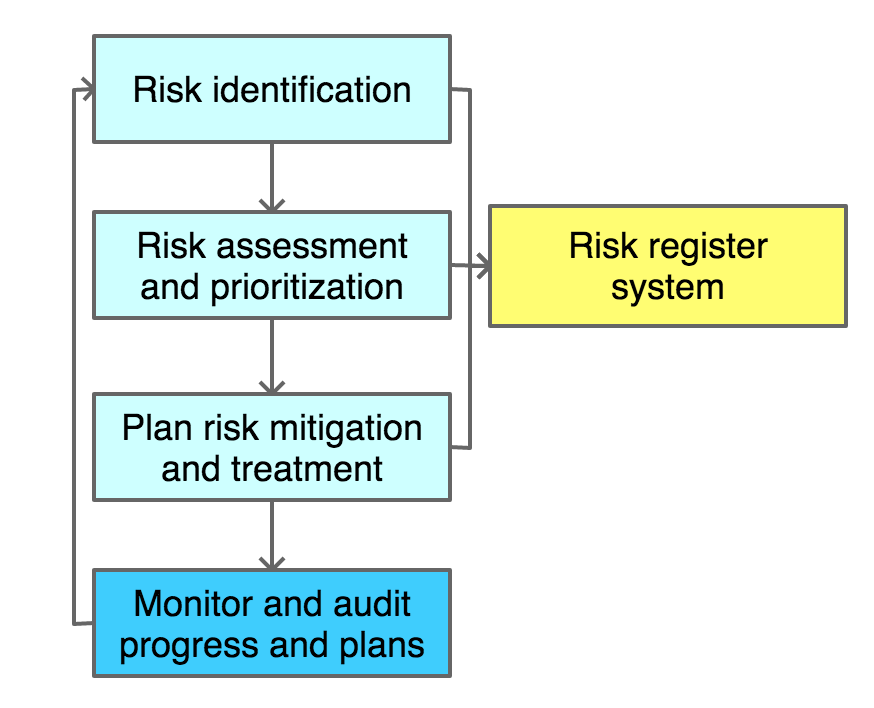 Risk identification
Risk assessment
and prioritization
Risk register
system
Plan risk mitigation
and treatment
Monitor and audit
progress and plans